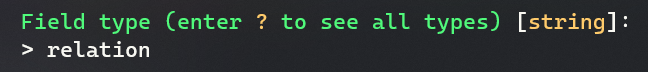 Field type (enter ? to see all types) [string]:
> relation